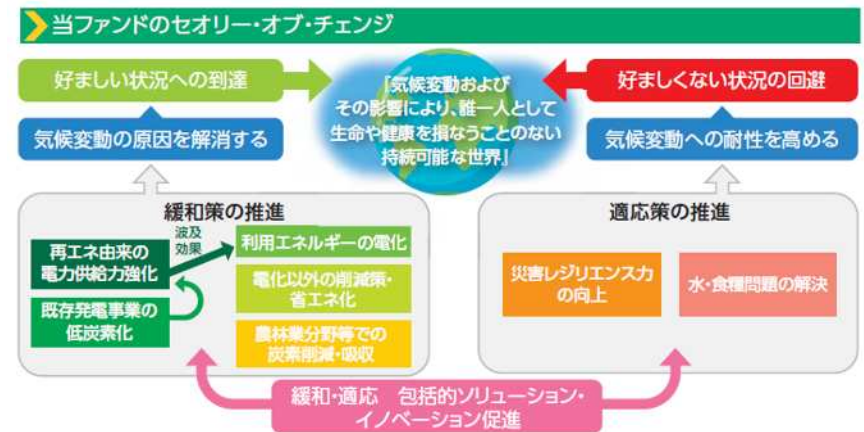 当ファンドのセオリー・オブ・チェンジ
好ましい状況への到達
『気候変動および
その影響により、誰一人として
生命や健康を損なうことのない
持続可能な世界』
好ましくない状況の回避
気候変動の原因を解消する
気候変動への耐性を高める
緩和策の推進
波及
効果
再エネ由来の
電力供給力強化
既存発電事業の
低炭素化
利用エネルギーの電化
電化以外の削減策・
省エネ化
農林業分野等での
炭素削減・吸収
適応策の推進
災害レジリエンス力
の向上
水・食糧問題の解決
緩和・適応 包括的ソリューション・
イノベーション促進